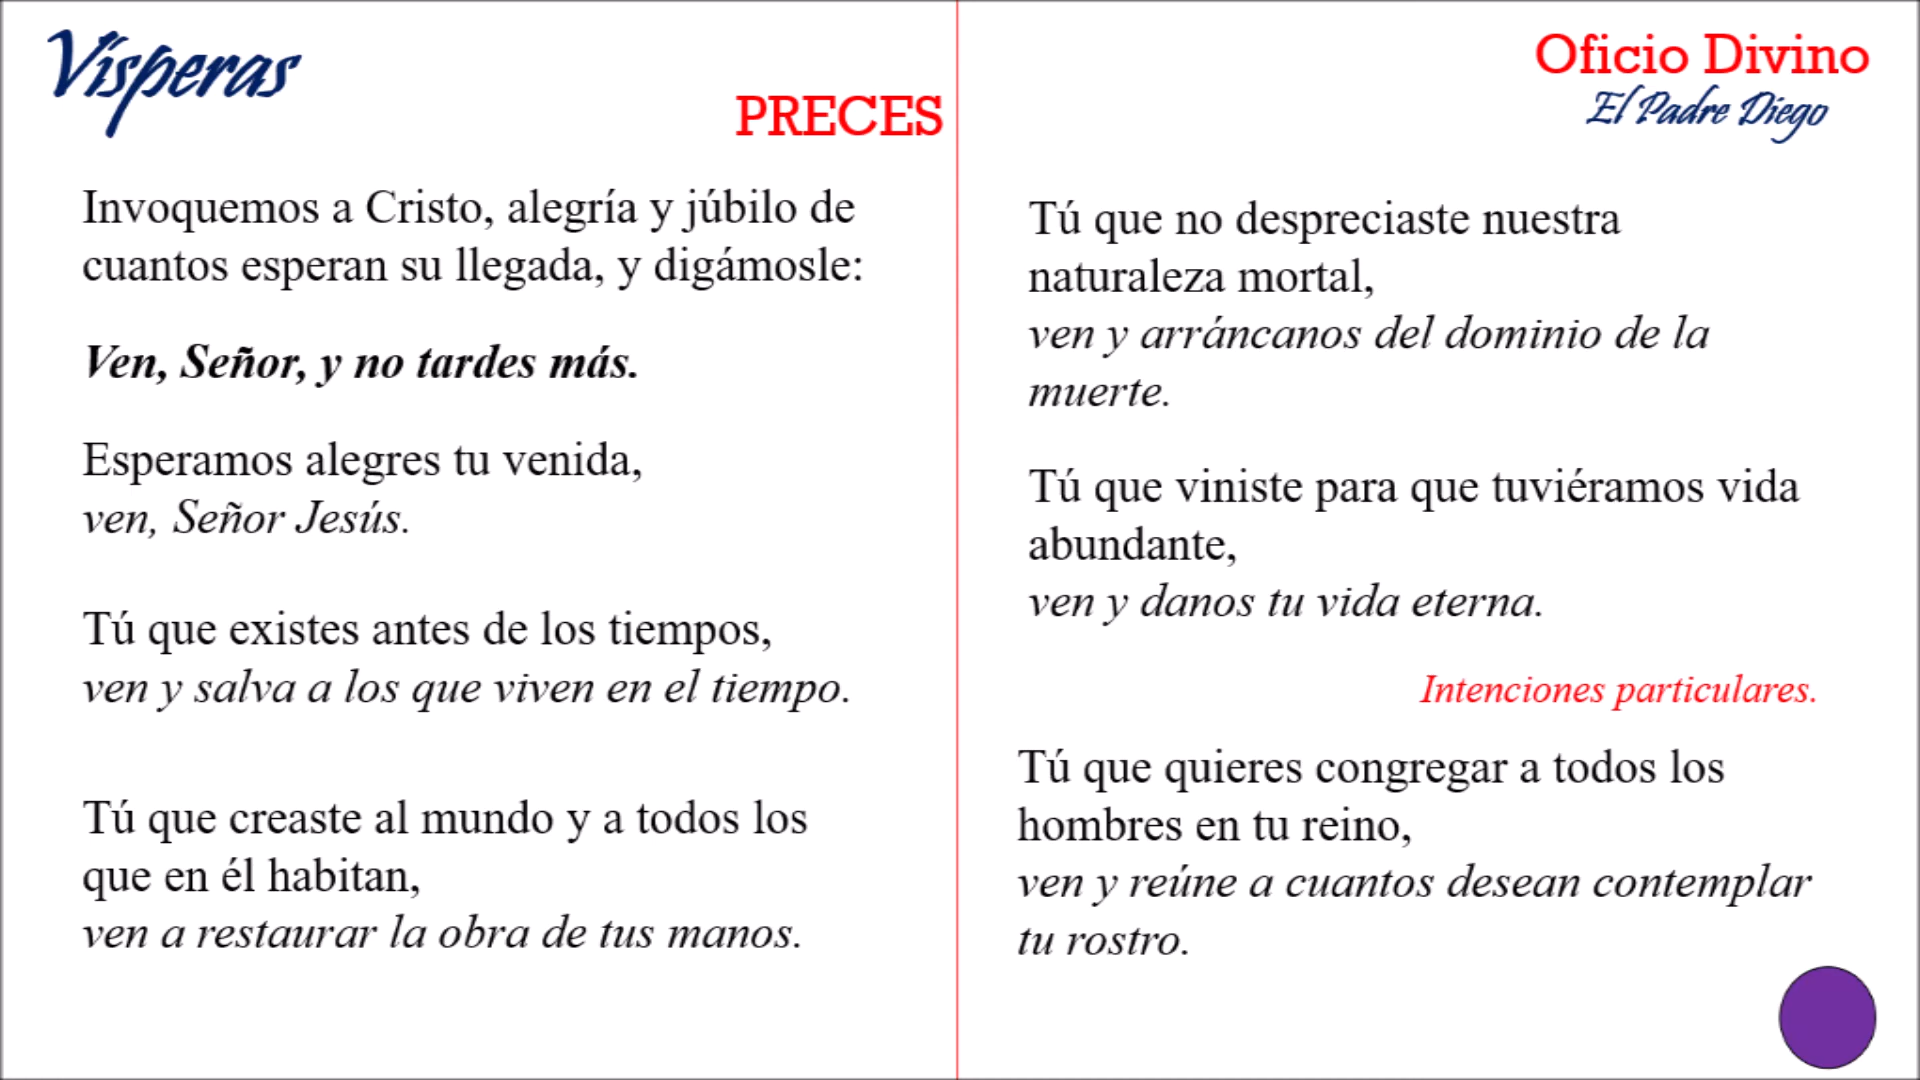 Vísperas
PRECES
Invoquemos a Cristo, alegría y júbilo de
cuantos esperan su llegada, y digámosle:
Ven, Señor, y no tardes más.
Esperamos alegres tu venida,
ven, Señor Jesús.
Tú que existes antes de los tiempos,
ven y salva a los que viven en el tiempo.
Tú que creaste al mundo y a todos los
que en él habitan,
ven a restaurar la obra de tus manos.
Oficio Divino
El Padre Diego
Tú que no despreciaste nuestra
naturaleza mortal,
ven y arráncanos del dominio de la
muerte.
Tú que viniste para que tuviéramos vida
abundante,
ven y danos tu vida eterna.
Intenciones particulares.
Tú que quieres congregar a todos los
hombres en tu reino,
ven y reúne a cuantos desean contemplar
tu rostro.